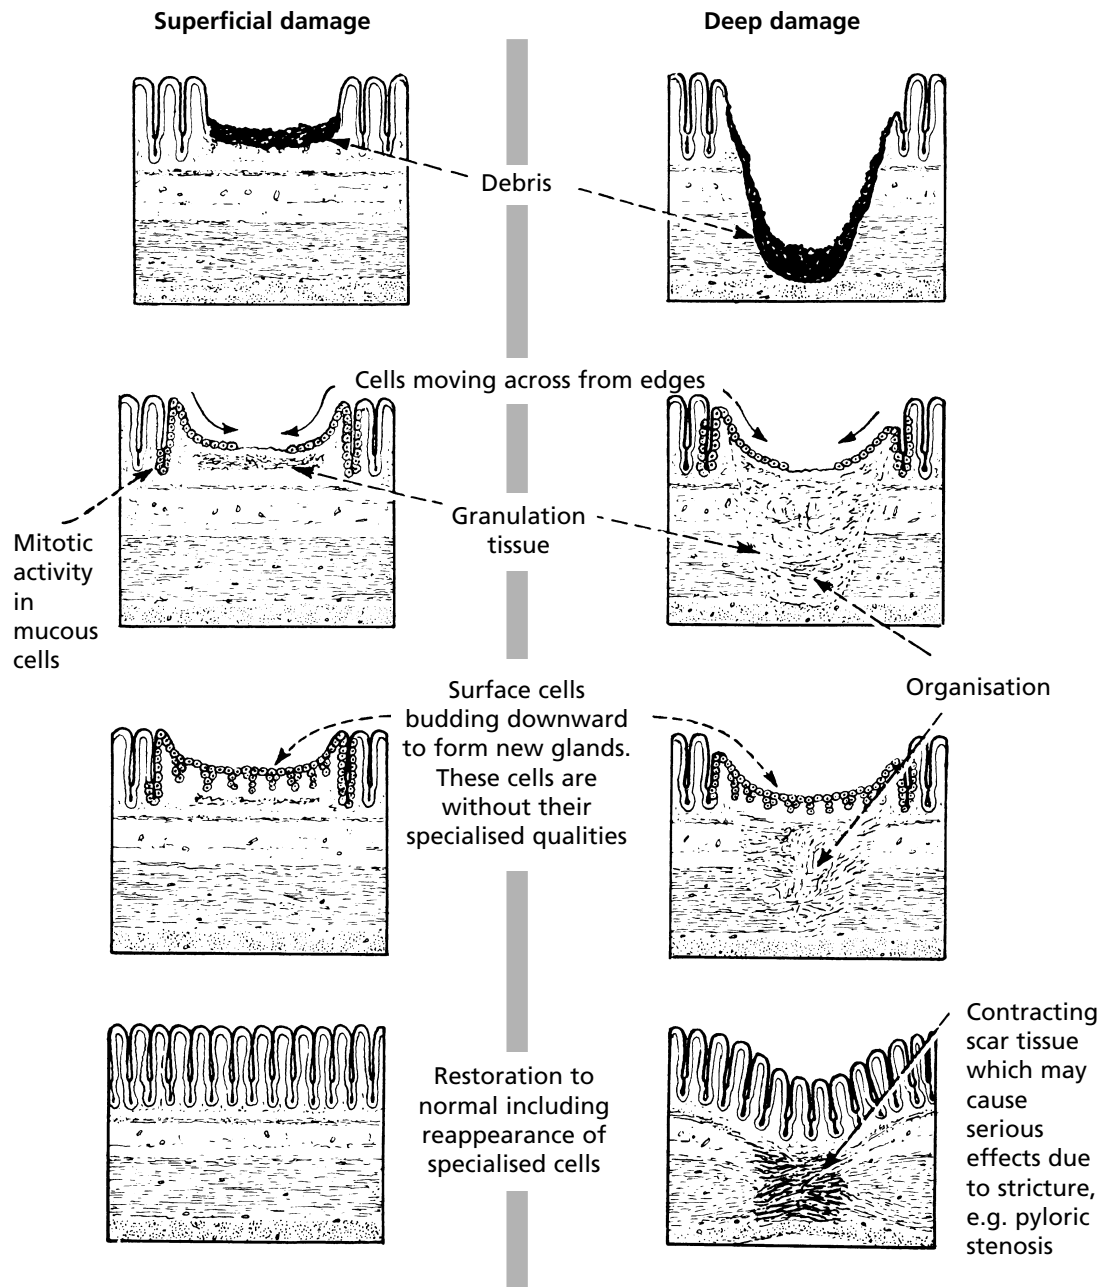 Superficial damage
Deep damage
Debris
Cells moving across from edges
Granulation
tissue
Mitotic
activity
in
mucous
cells
Organisation
Surface cells
budding downward
to form new glands.
These cells are
without their
specialised qualities
Restoration to
normal including
reappearance of
specialised cells
Contracting
scar tissue
which may
cause
serious
effects due
to stricture,
e.g. pyloric
stenosis